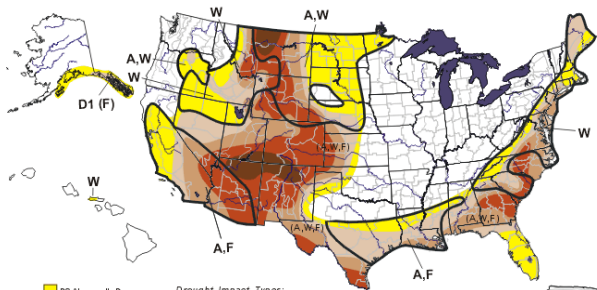 W
A,W
A,W
W
D1 (F)
(A,W,F)
W
W
(A,W,F)
(A,W,F)
A,F
A,F
Drought Impact Types: